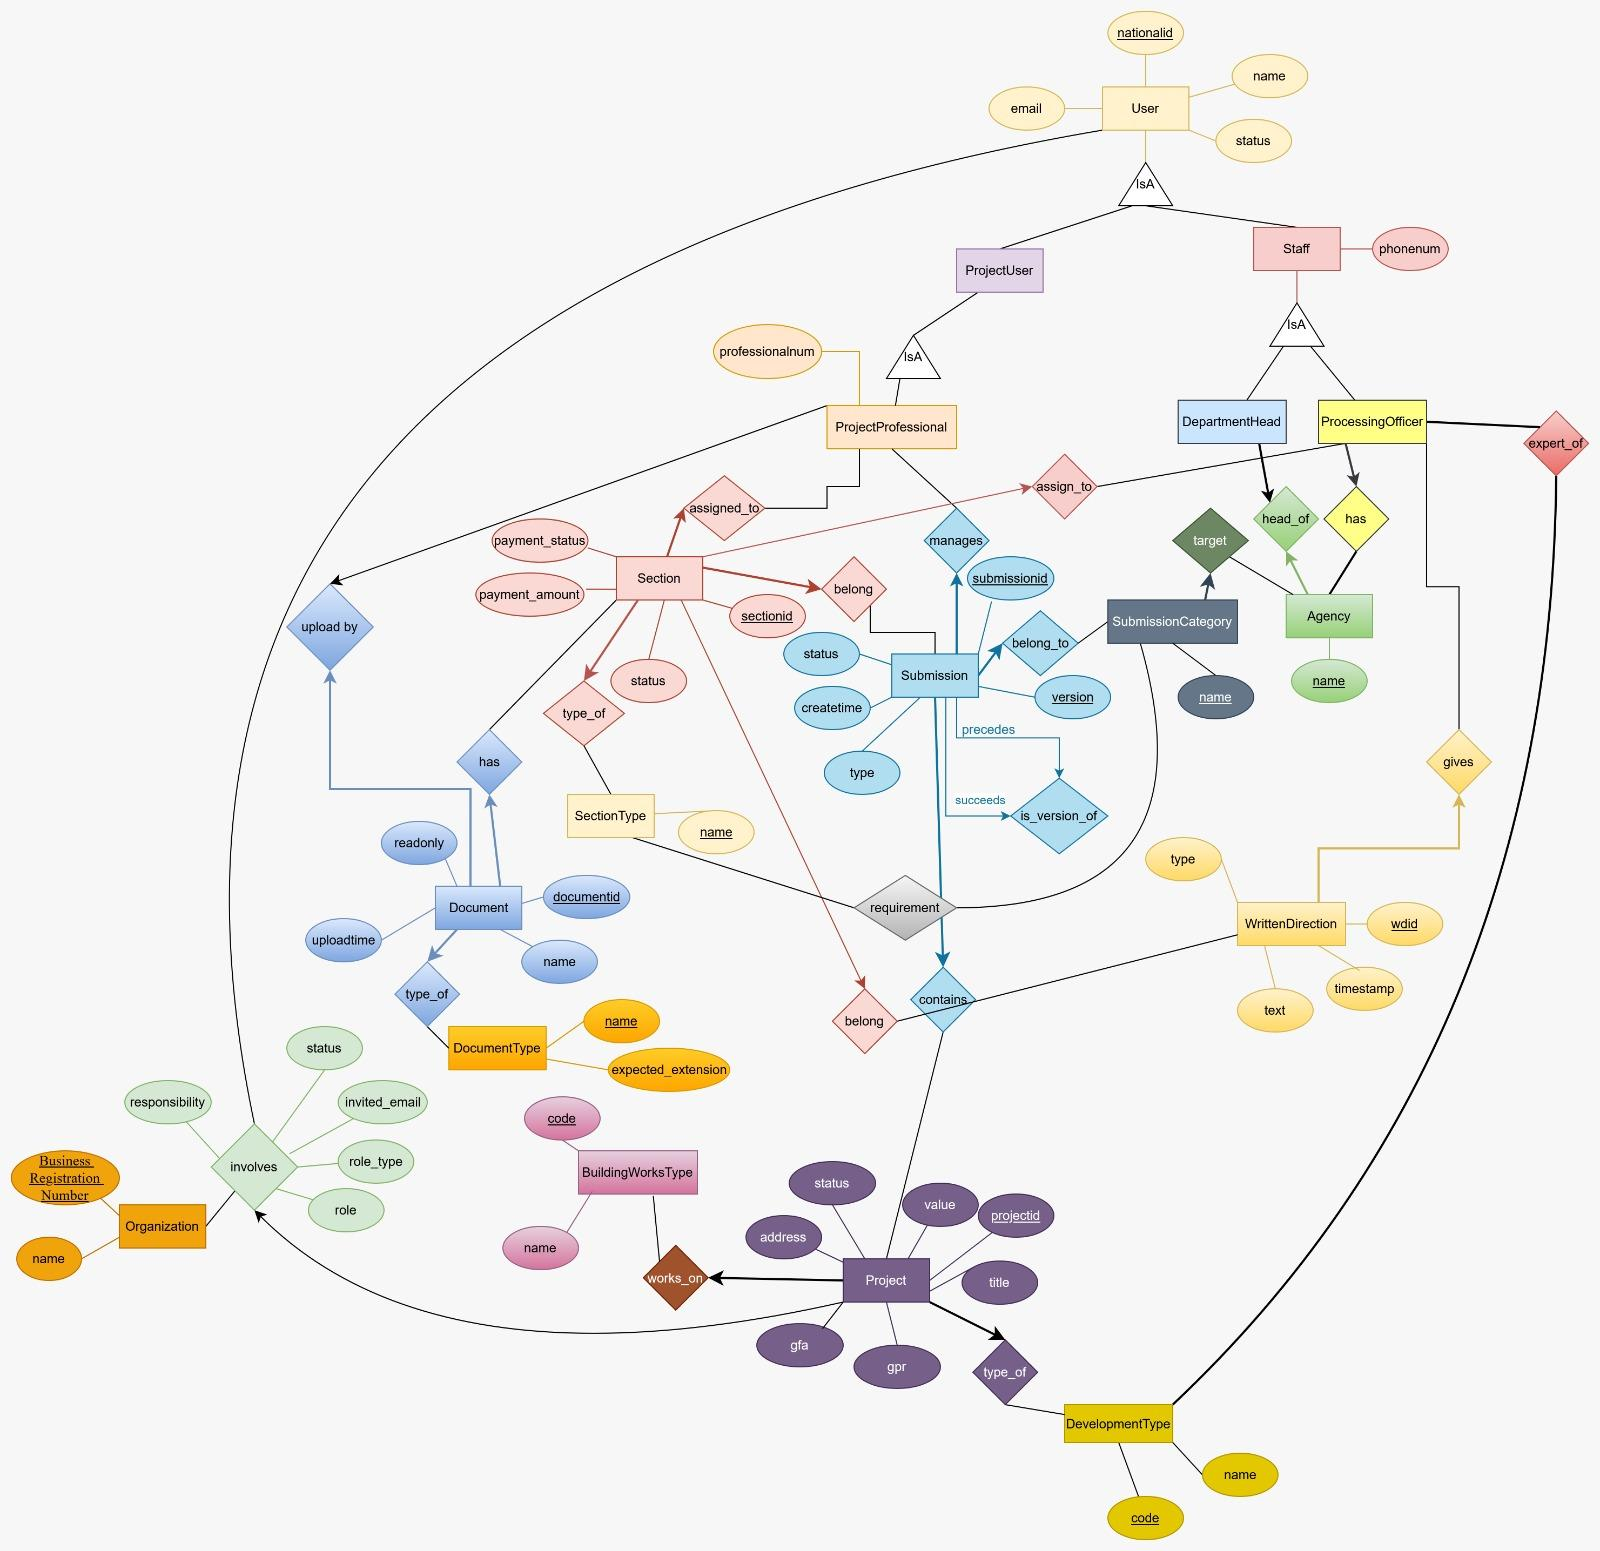 nationalid
name
email
User
status
IsA
ProjectUser
Staff
phonenum
IsA
professionalnum
IsA
ProjectProfessional
DepartmentHead
ProcessingOfficer
expert_of
assigned_to
assign_to
payment_status
manages
target
head_of
has
Section
payment_amount
belong
submissionid
sectionid
SubmissionCategory
Agency
upload by
status
belong_to
status
Submission
name
name
type_of
createtime
version
precedes
has
type
gives
succeeds
is_version_of
SectionType
name
readonly
type
Document
documentid
requirement
WrittenDirection
wdid
uploadtime
name
type_of
timestamp
contains
text
belong
name
DocumentType
expected_extension
status
responsibility
invited_email
code
Business
Registration
Number
involves
role_type
BuildingWorksType
status
value
projectid
role
Organization
address
name
name
works_on
Project
title
gfa
gpr
type_of
DevelopmentType
name
code